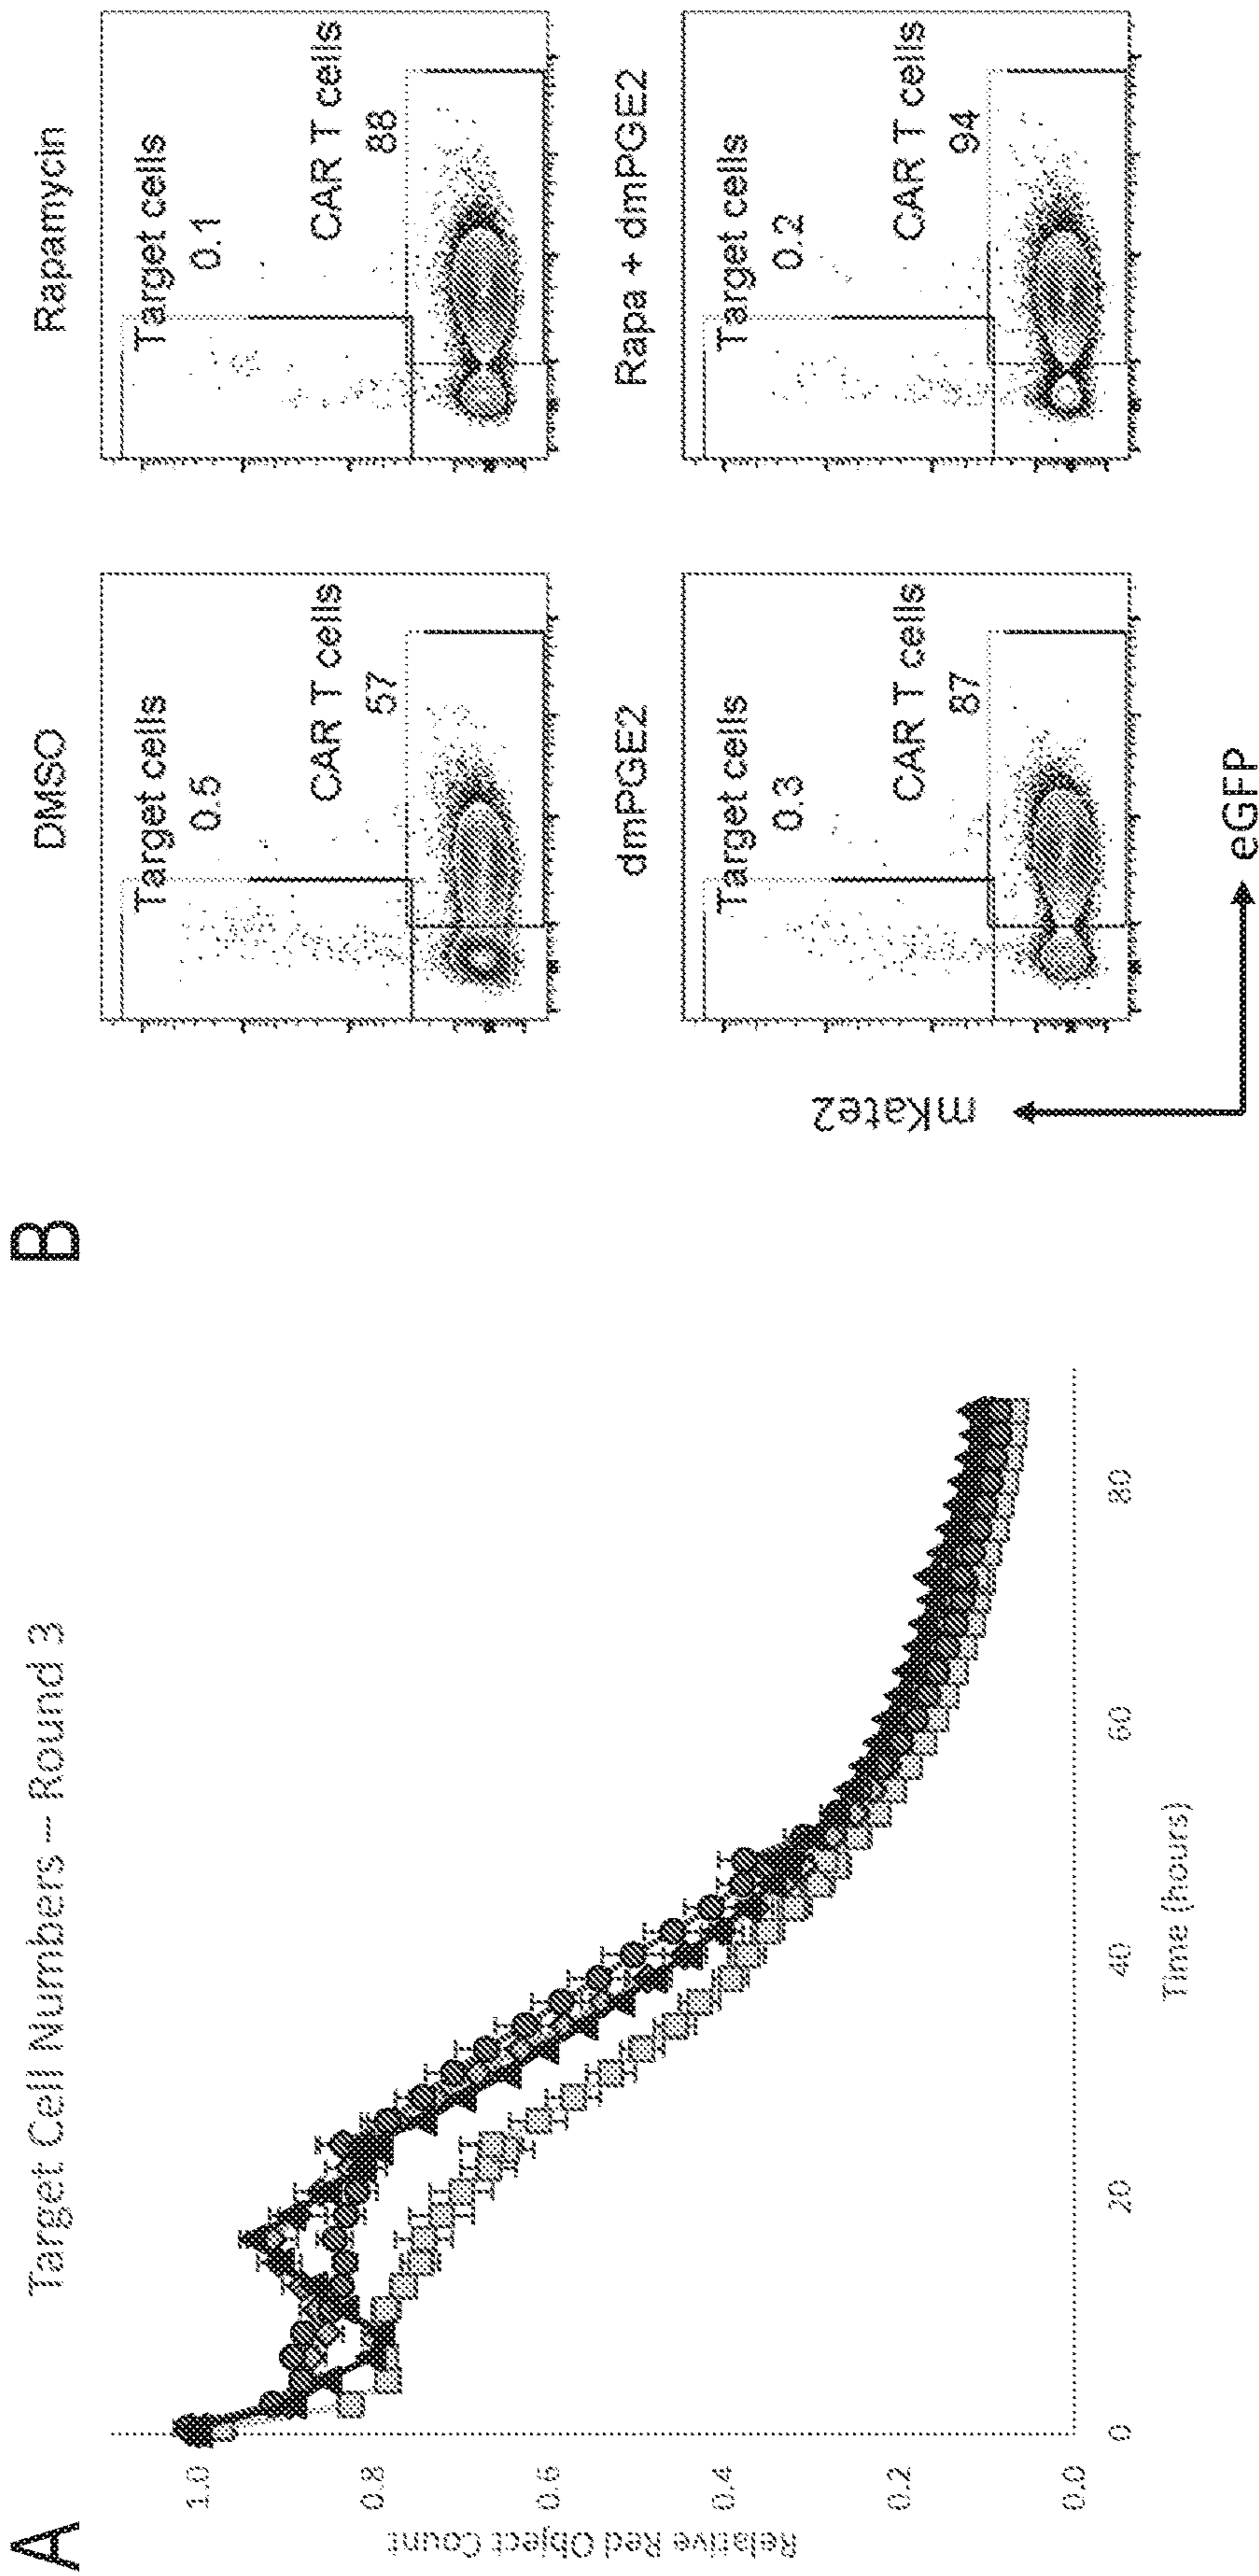 A
Target Cell Numbers – Round 3
Relative Red Object Count
1.0
0.8
0.6
0.4
0.2
0.0
0
20
40
60
80
Time (hours)
B
DMSO
Target cells
0.5
CAR T cells
57
Rapamycin
Target cells
0.1
CAR T cells
88
dmPGE2
Target cells
0.3
CAR T cells
87
Rapa + dmPGE2
Target cells
0.2
CAR T cells
94
mKate2
eGFP